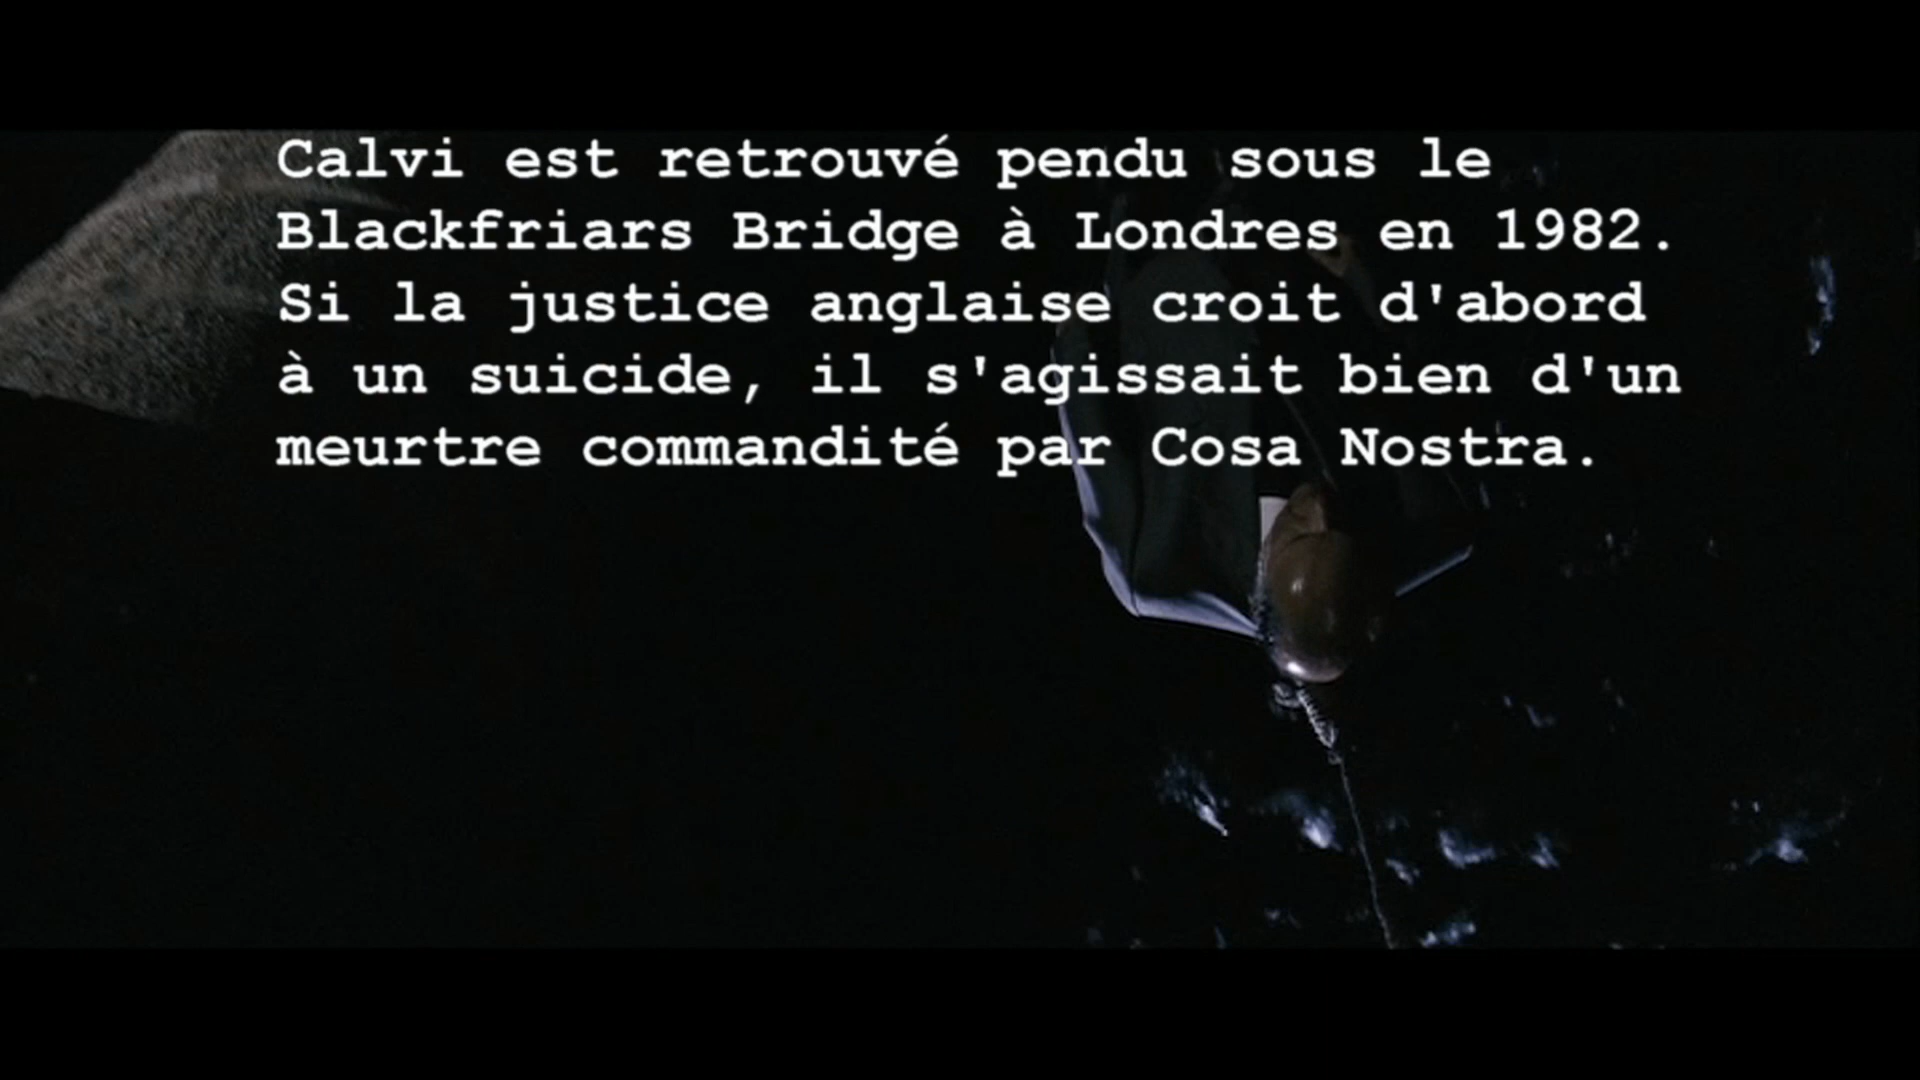 Calvi est retrouvé pendu sous le
Blackfriars Bridge à Londres en 1982.
Si la justice anglaise croit d'abord
à un suicide, il s'agissait bien d'un
meurtre commandité par Cosa Nostra.